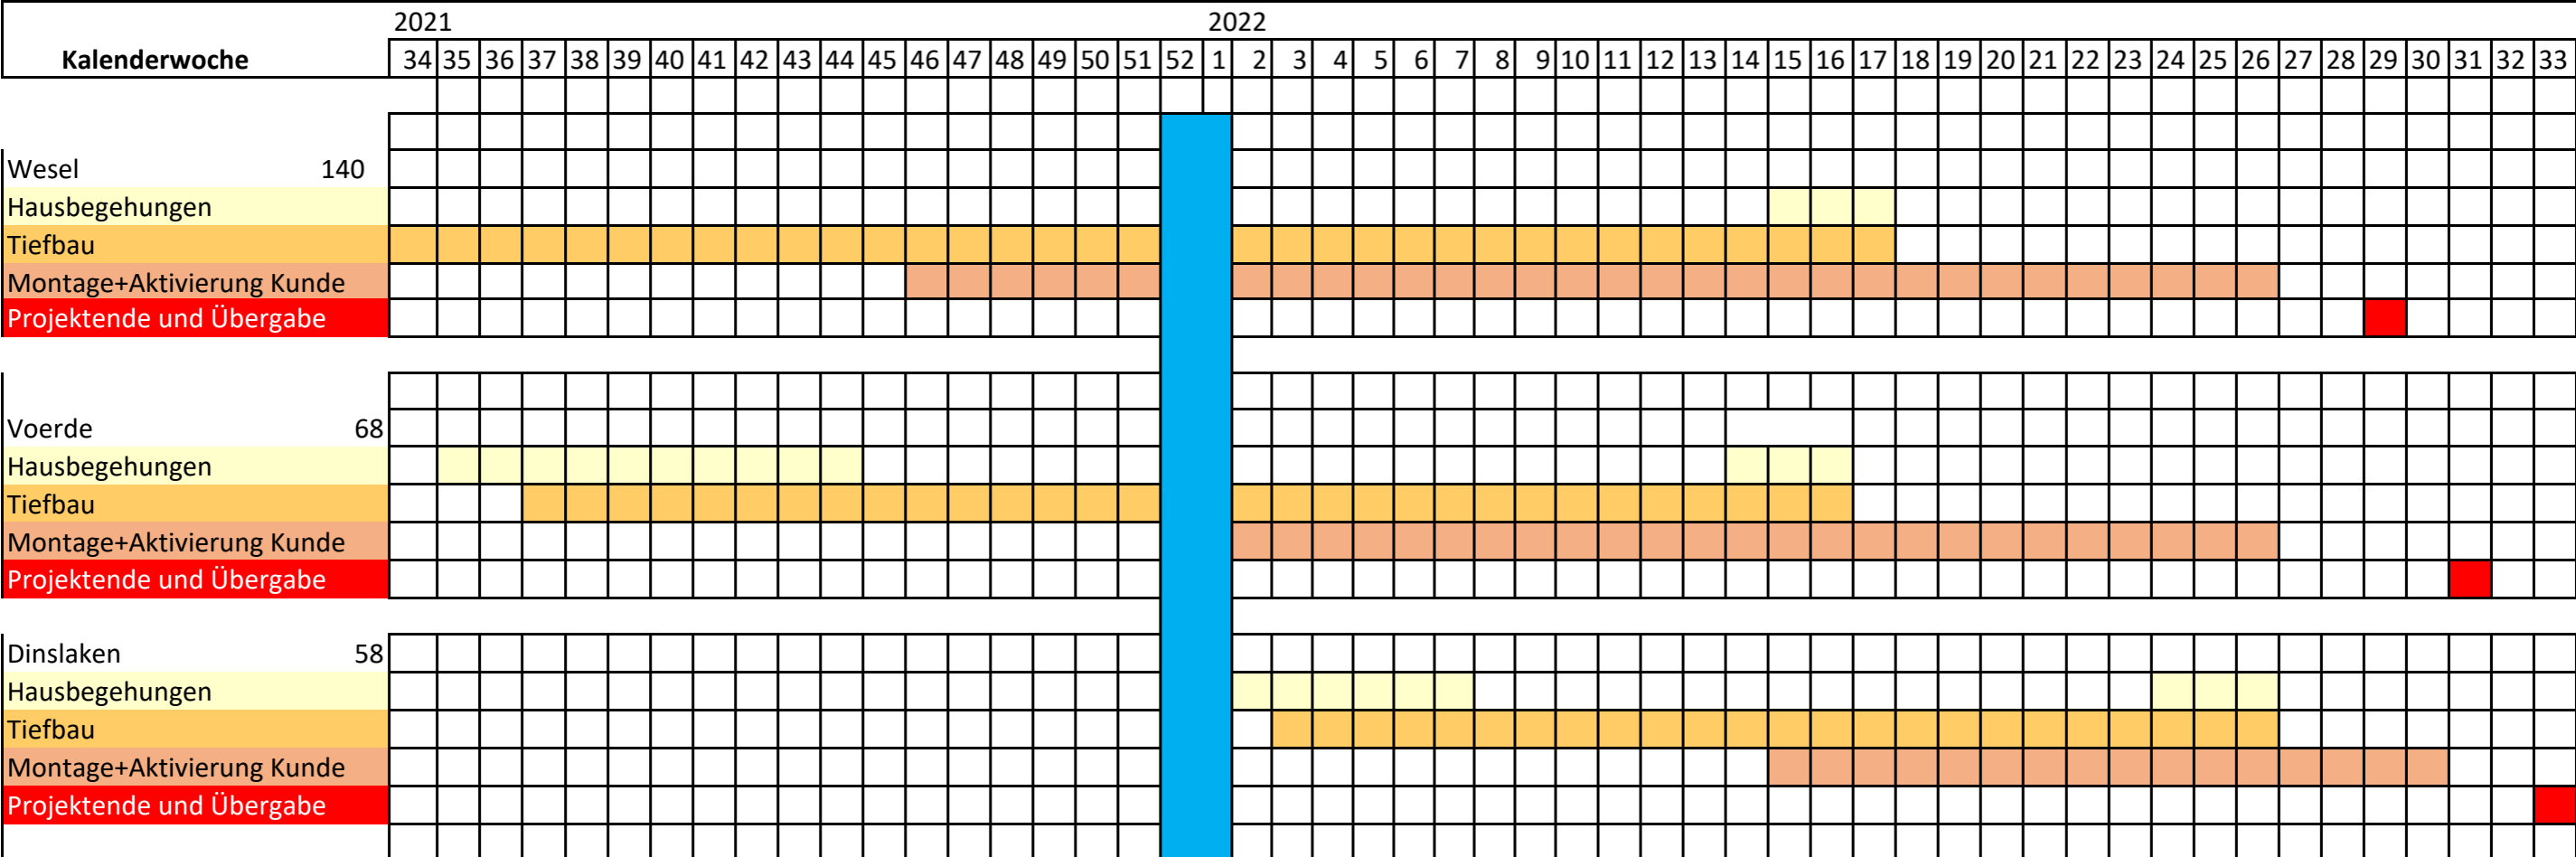 2021 2022
Kalenderwoche 34 35 36 37 38 39 40 41 42 43 44 45 46 47 48 49 50 51 52 1 2 3 4 5 6 7 8 9 10 11 12 13 14 15 16 17 18 19 20 21 22 23 24 25 26 27 28 29 30 31 32 33
Wesel 140
Hausbegehungen
Tiefbau
Montage+Aktivierung Kunde
Projektende und Übergabe
Voerde 68
Hausbegehungen
Tiefbau
Montage+Aktivierung Kunde
Projektende und Übergabe
Dinslaken 58
Hausbegehungen
Tiefbau
Montage+Aktivierung Kunde
Projektende und Übergabe